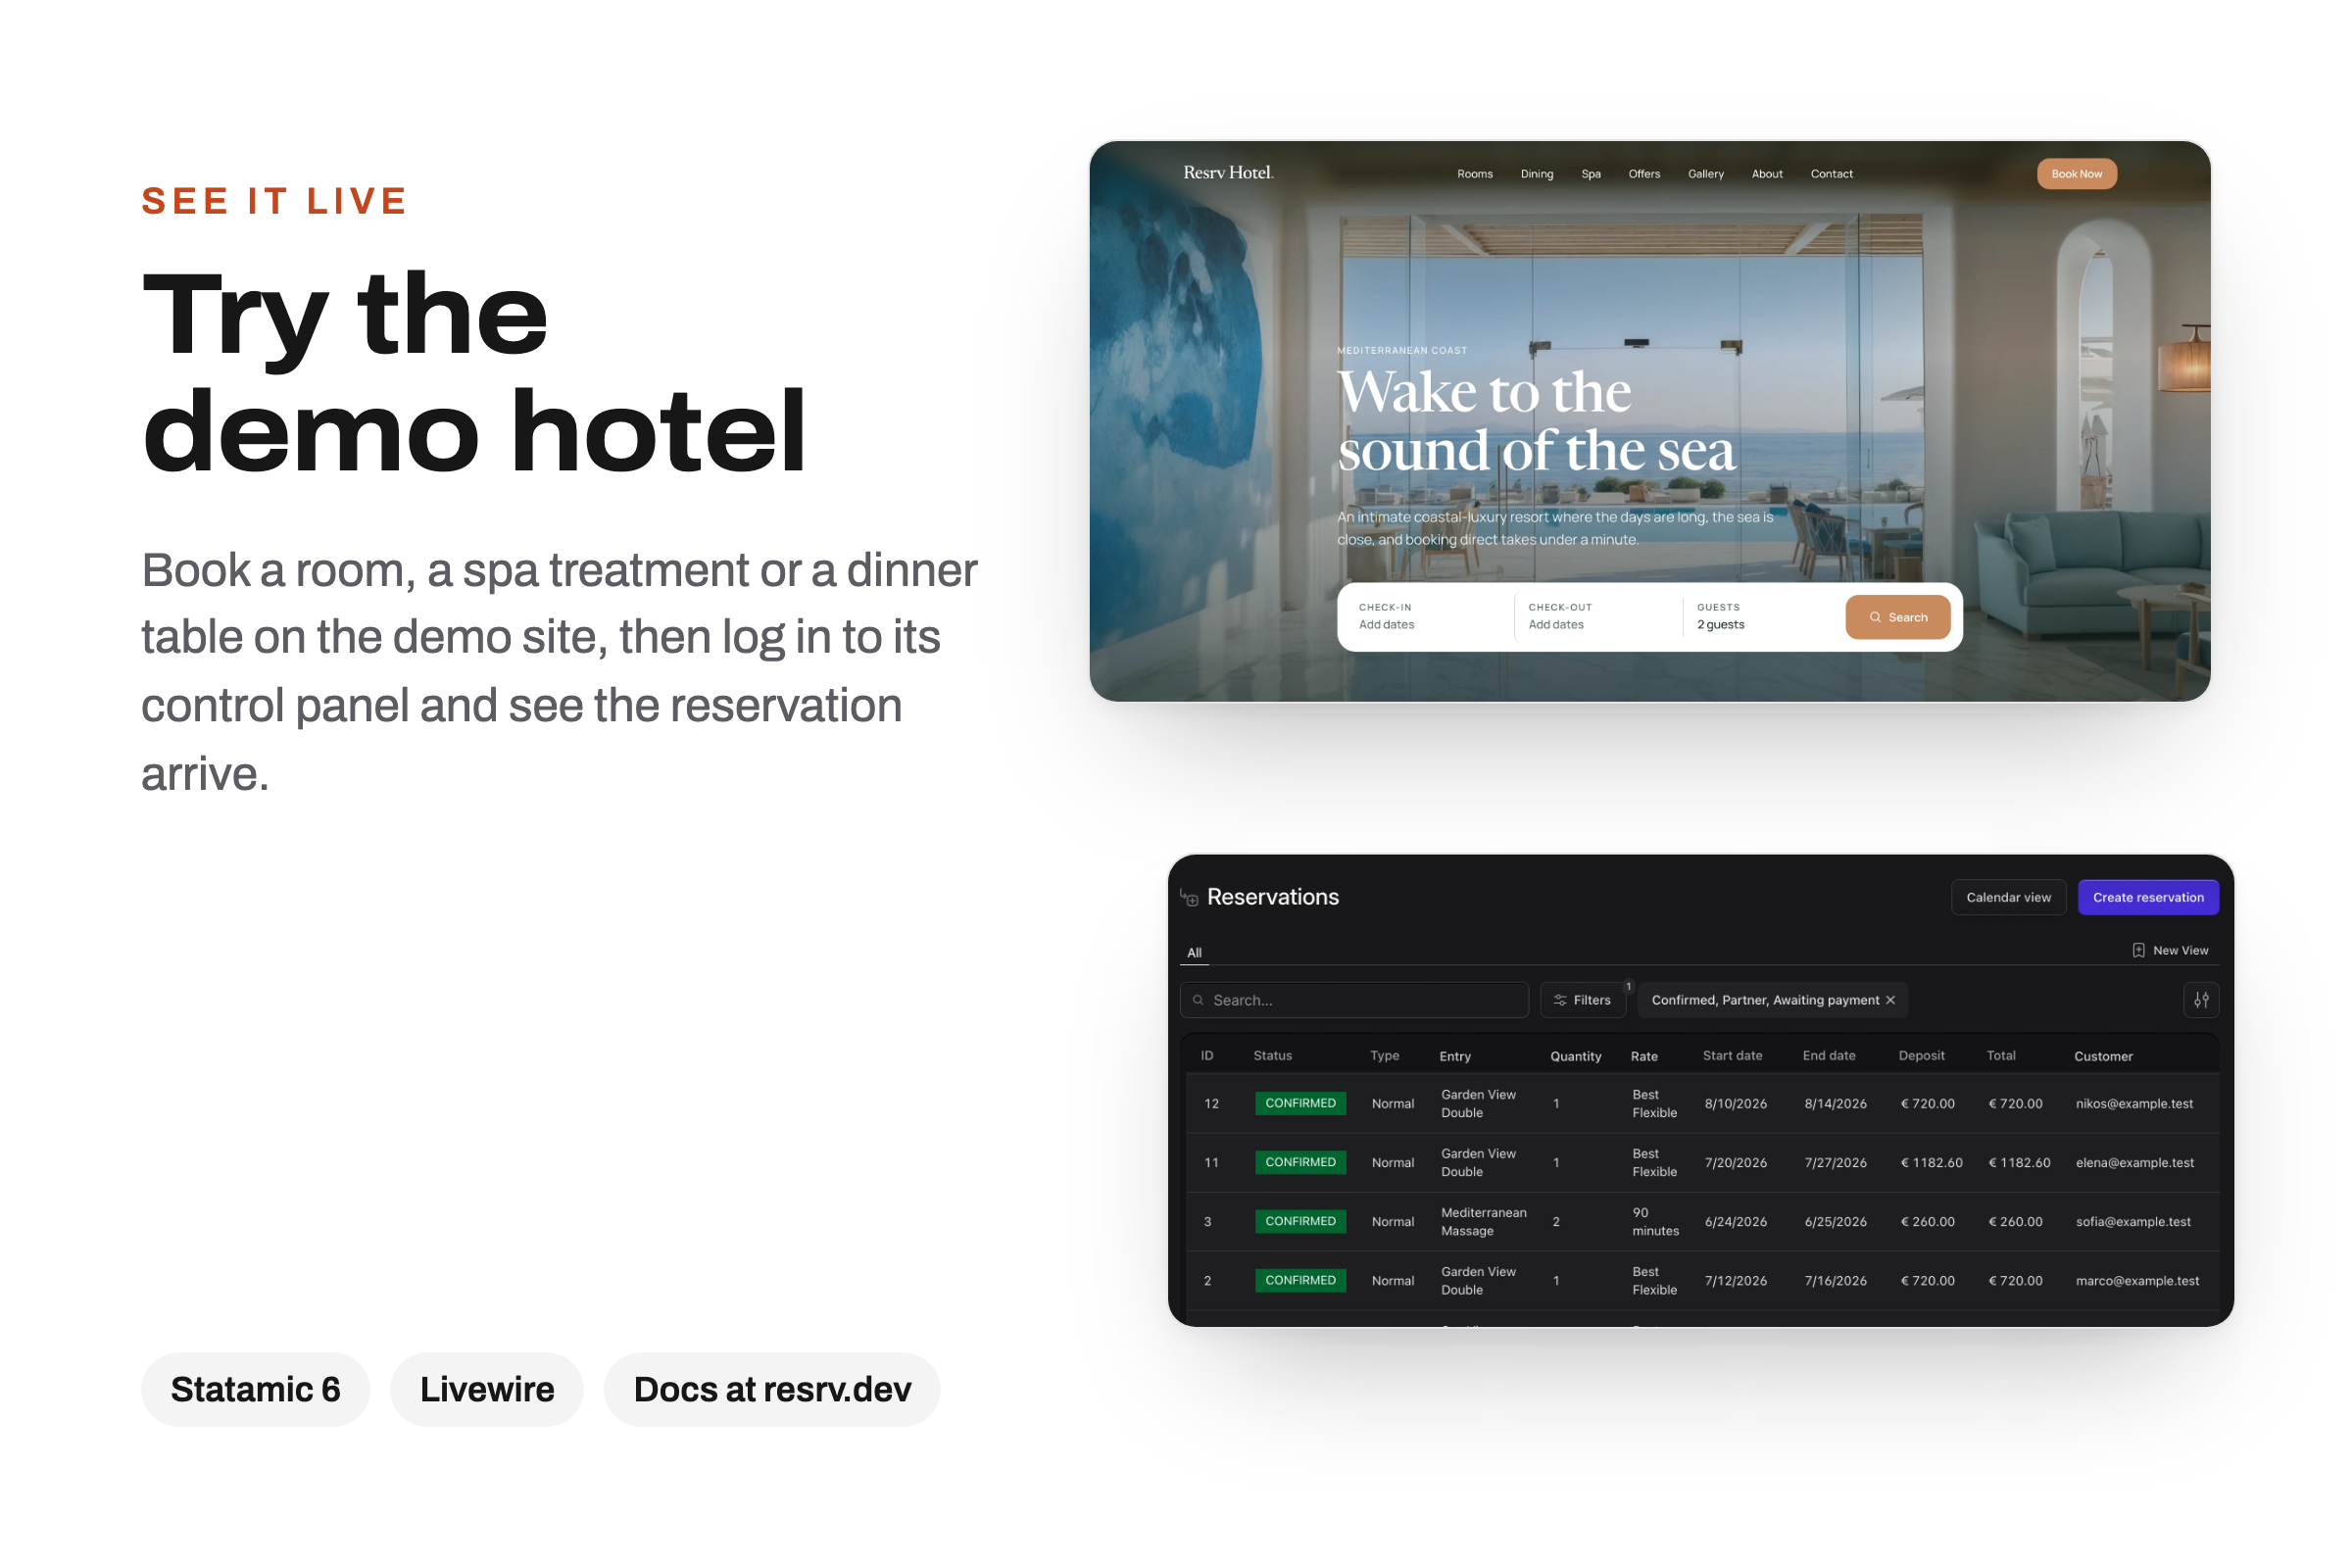 SEE IT LIVE
Try the
demo hotel
Book a room, a spa treatment or a dinner
table on the demo site, then log in to its
control panel and see the reservation
arrive.
Statamic 6 Livewire Docs at resrv.dev
Resrv Hotel. Rooms Dining Spa Offers Gallery About Contact Book Now
MEDITERRANEAN COAST
Wake to the
sound of the sea
An intimate coastal-luxury resort where the days are long, the sea is
close, and booking direct takes under a minute.
CHECK-IN CHECK-OUT GUESTS
Add dates Add dates 2 guests Search
Reservations Calendar view Create reservation
All New View
Search... Filters 1 Confirmed, Partner, Awaiting payment
ID Status Type Entry Quantity Rate Start date End date Deposit Total Customer
12 CONFIRMED Normal Garden View Double 1 Best Flexible 8/10/2026 8/14/2026 € 720.00 € 720.00 nikos@example.test
11 CONFIRMED Normal Garden View Double 1 Best Flexible 7/20/2026 7/27/2026 € 1182.60 € 1182.60 elena@example.test
3 CONFIRMED Normal Mediterranean Massage 2 90 minutes 6/24/2026 6/25/2026 € 260.00 € 260.00 sofia@example.test
2 CONFIRMED Normal Garden View Double 1 Best Flexible 7/12/2026 7/16/2026 € 720.00 € 720.00 marco@example.test